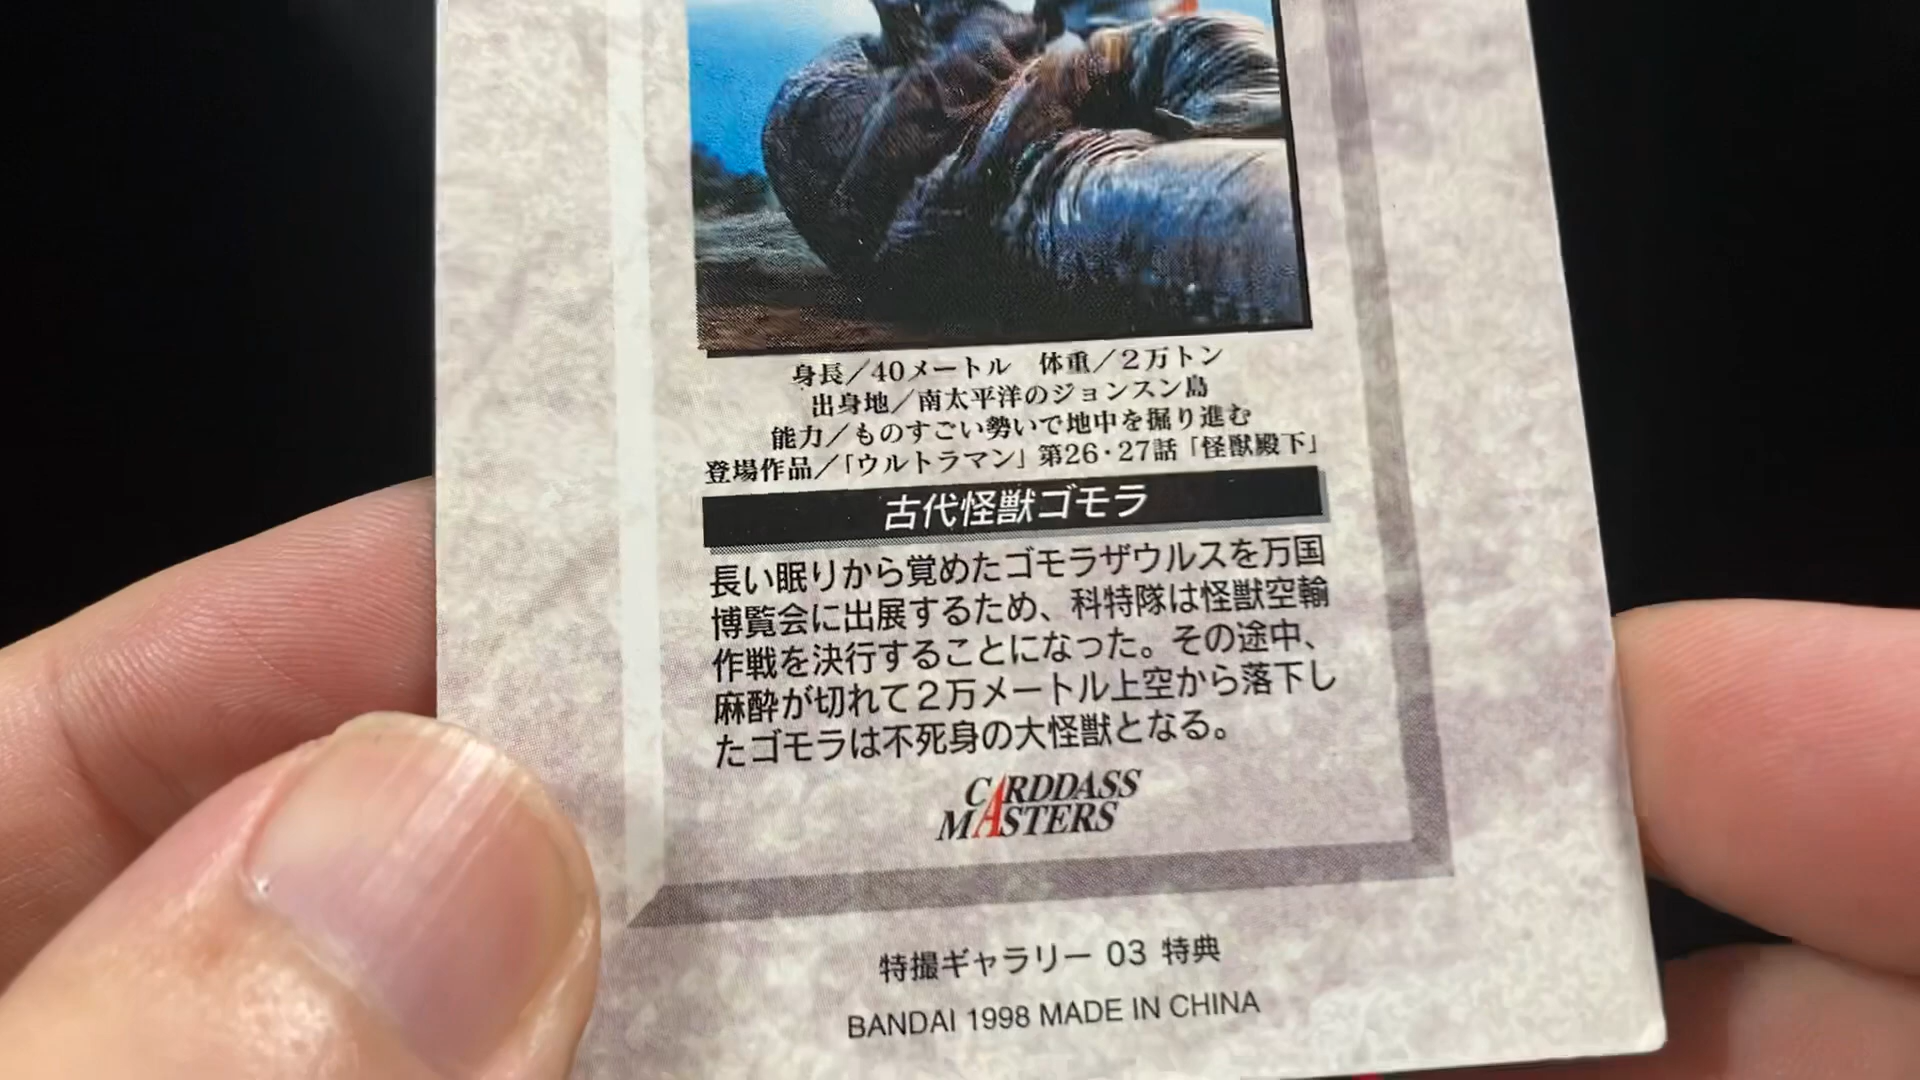 身長／40メートル　体重／2万トン
出身地／南太平洋のジョンスン島
能力／ものすごい勢いで地中を掘り進む
登場作品／「ウルトラマン」第26・27話「怪獣殿下」
古代怪獣ゴモラ
長い眠りから覚めたゴモラザウルスを万国
博覧会に出展するため、科特隊は怪獣空輸
作戦を決行することになった。その途中、
麻酔が切れて2万メートル上空から落下し
たゴモラは不死身の大怪獣となる。
CARDDASS
MASTERS
特撮ギャラリー 03 特典
BANDAI 1998 MADE IN CHINA